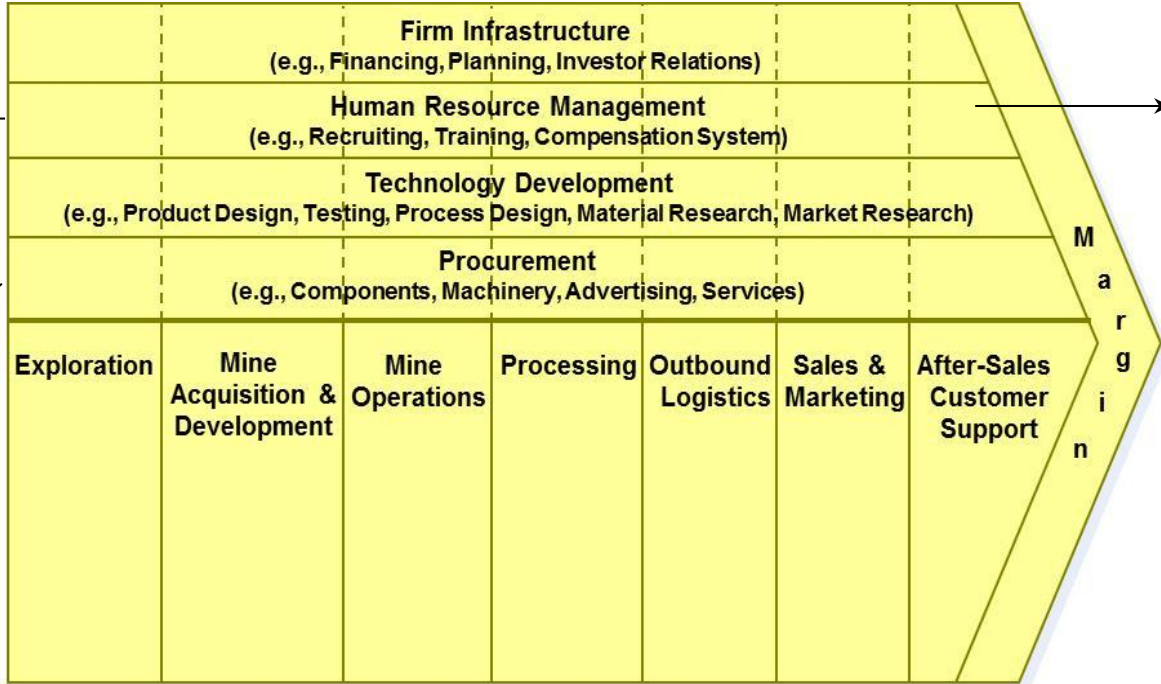 Firm Infrastructure
(e.g., Financing, Planning, Investor Relations)
Human Resource Management
(e.g., Recruiting, Training, Compensation System)
Technology Development
(e.g., Product Design, Testing, Process Design, Material Research, Market Research)
Procurement
(e.g., Components, Machinery, Advertising, Services)
Exploration
Mine
Acquisition &
Development
Mine
Operations
Processing
Outbound
Logistics
Sales &
Marketing
After-Sales
Customer
Support
Margin